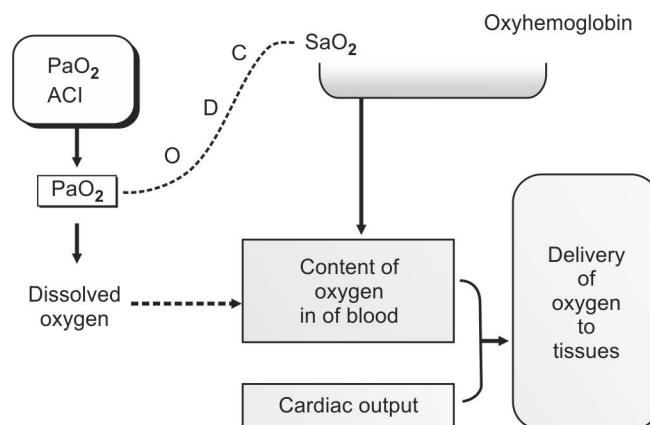 Oxyhemoglobin
SaO₂
C
D
O
PaO₂
ACI
PaO₂
Dissolved
oxygen
Content of
oxygen
in of blood
Cardiac output
Delivery
of
oxygen
to
tissues